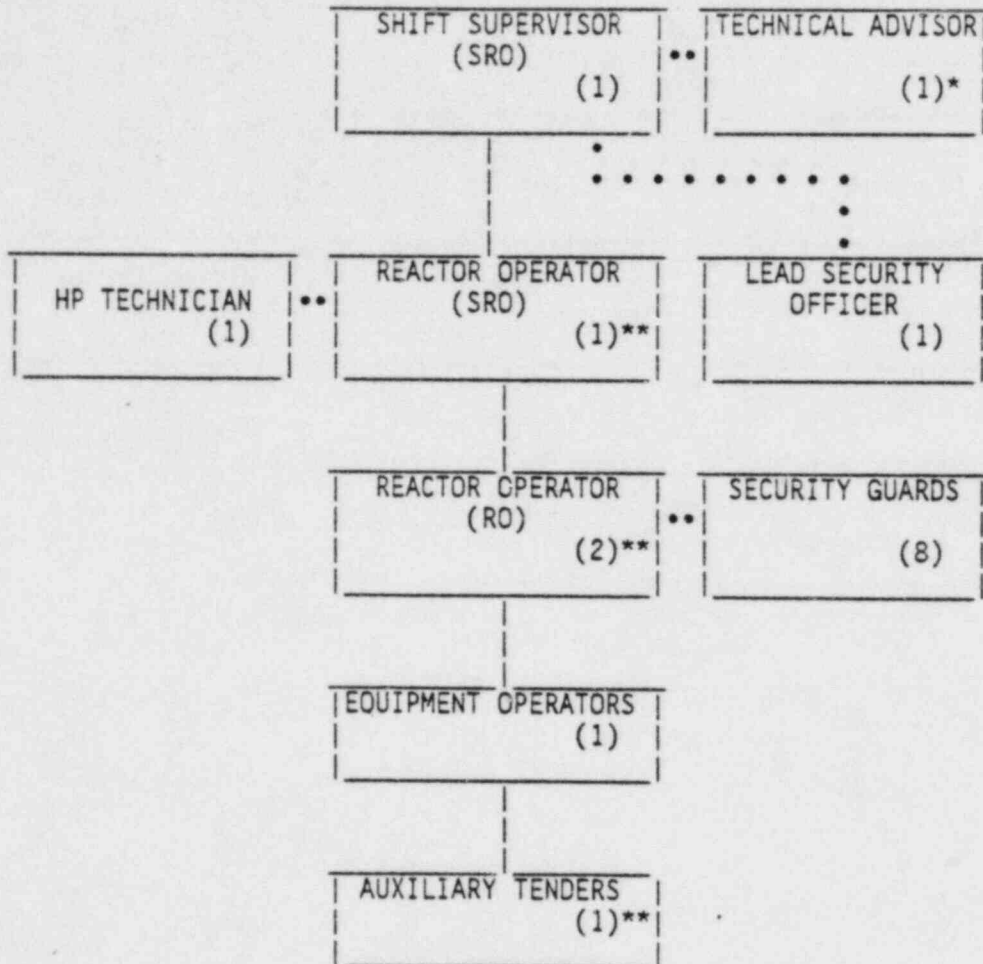 SHIFT SUPERVISOR
(SRO)
(1)
TECHNICAL ADVISOR
(1)*
HP TECHNICIAN
(1)
REACTOR OPERATOR
(SRO)
(1)**
LEAD SECURITY
OFFICER
(1)
REACTOR OPERATOR
(RO)
(2)**
SECURITY GUARDS
(8)
EQUIPMENT OPERATORS
(1)
AUXILIARY TENDERS
(1)**